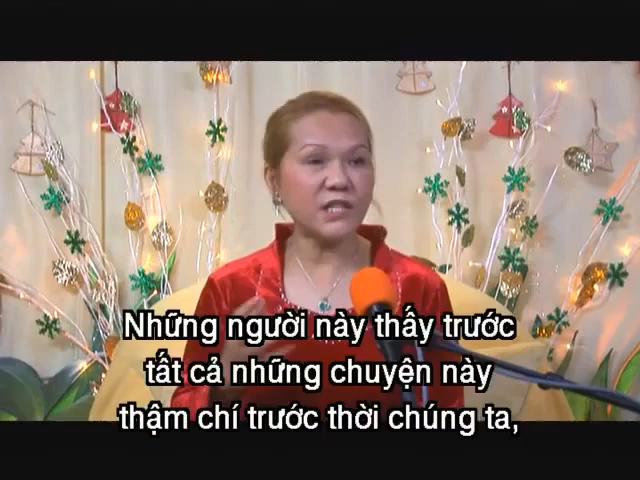 Những người này thấy trước
tất cả những chuyện này
thậm chí trước thời chúng ta,